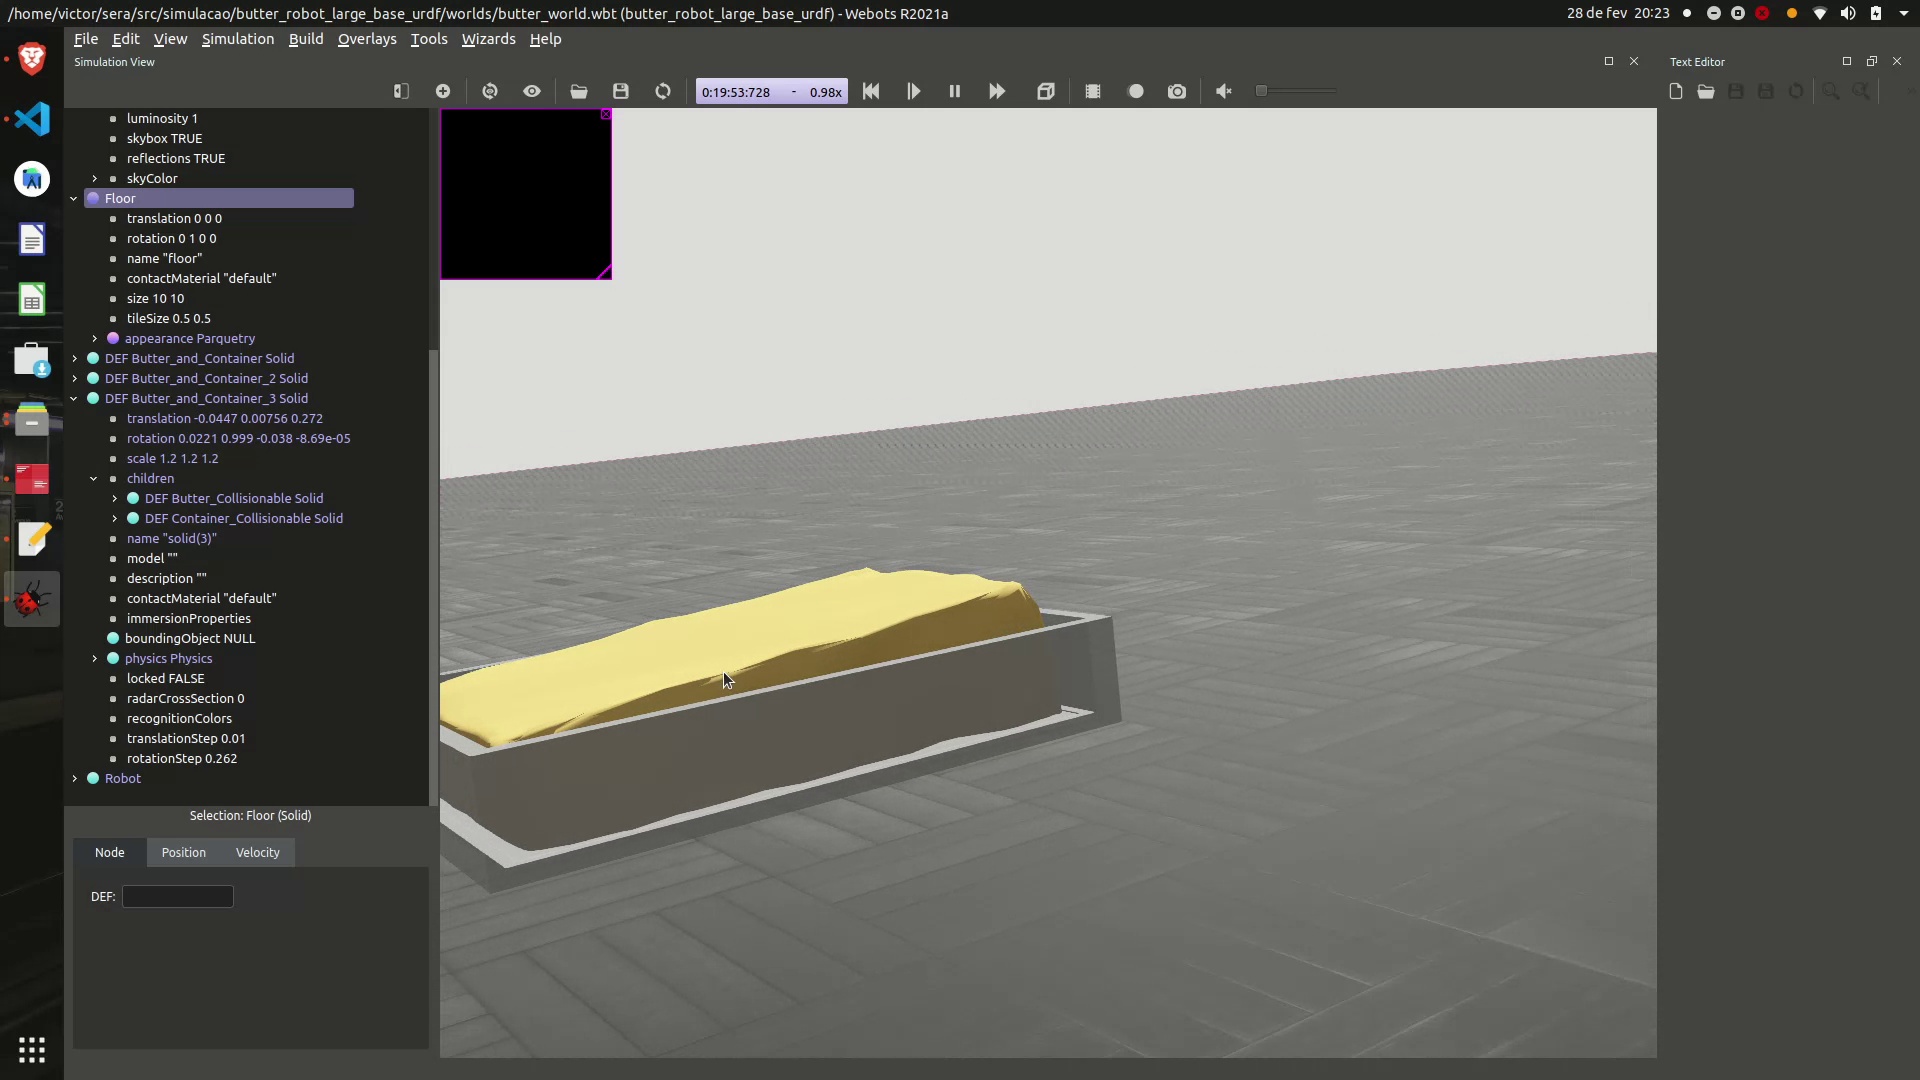 /home/victor/sera/src/simulacao/butter_robot_large_base_urdf/worlds/butter_world.wbt (butter_robot_large_base_urdf) - Webots R2021a
28 de fev 20:23
File Edit View Simulation Build Overlays Tools Wizards Help
Simulation View
Text Editor
0:19:53:728 - 0.98x
luminosity 1
skybox TRUE
reflections TRUE
skyColor
Floor
translation 0 0 0
rotation 0 1 0 0
name "floor"
contactMaterial "default"
size 10 10
tileSize 0.5 0.5
appearance Parquetry
DEF Butter_and_Container Solid
DEF Butter_and_Container_2 Solid
DEF Butter_and_Container_3 Solid
translation -0.0447 0.00756 0.272
rotation 0.0221 0.999 -0.038 -8.69e-05
scale 1.2 1.2 1.2
children
DEF Butter_Collisionable Solid
DEF Container_Collisionable Solid
name "solid(3)"
model ""
description ""
contactMaterial "default"
immersionProperties
boundingObject NULL
physics Physics
locked FALSE
radarCrossSection 0
recognitionColors
translationStep 0.01
rotationStep 0.262
Robot
Selection: Floor (Solid)
Node Position Velocity
DEF: